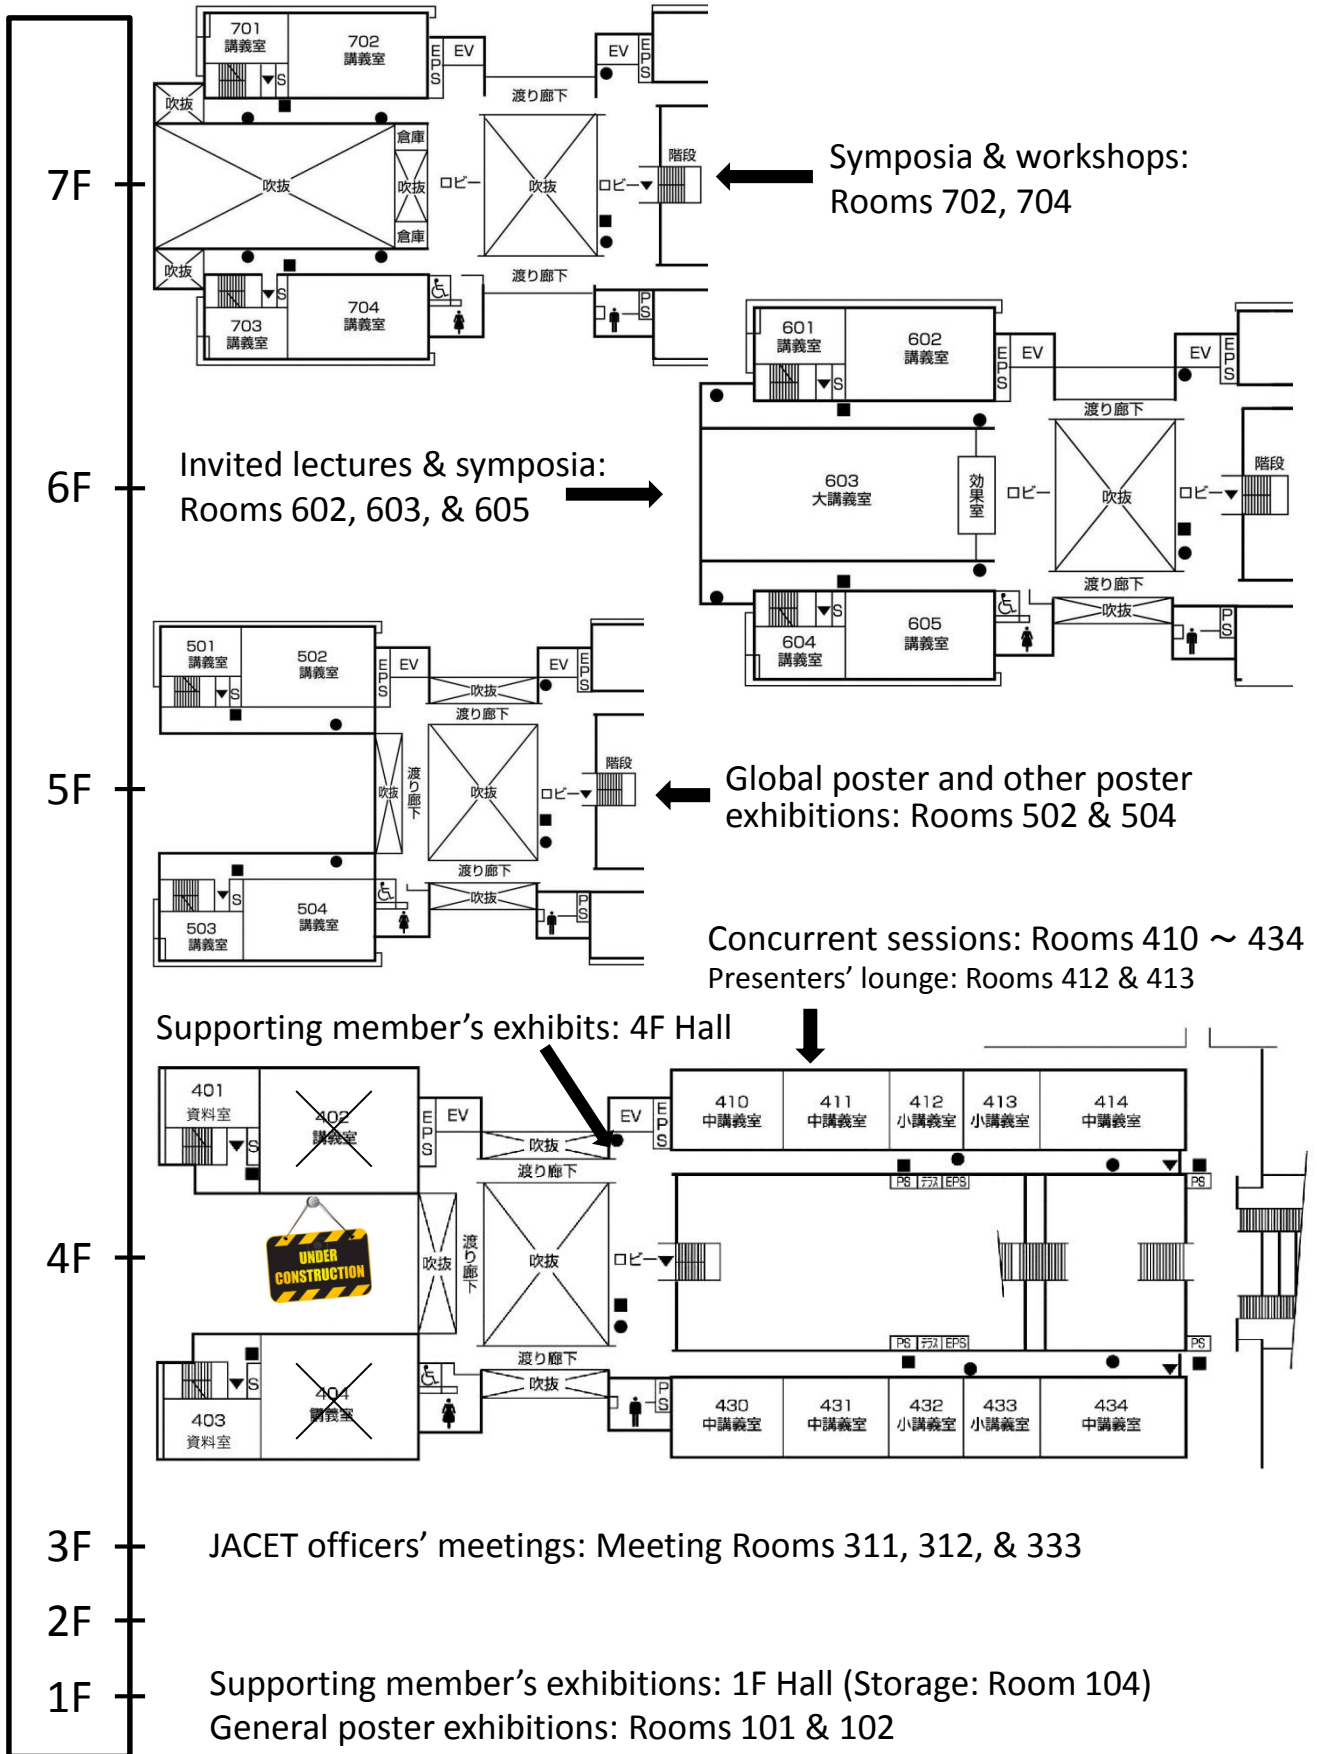 701
講義室
702
講義室
EPS
EV
EV
EPS
S
吹抜
渡り廊下
倉庫
吹抜
吹抜
ロビー
吹抜
ロビー
階段
倉庫
吹抜
渡り廊下
S
703
講義室
704
講義室
PS
7F
Symposia & workshops:
Rooms 702, 704
601
講義室
602
講義室
EPS
EV
EV
EPS
S
渡り廊下
603
大講義室
効果室
ロビー
吹抜
ロビー
階段
渡り廊下
吹抜
S
604
講義室
605
講義室
PS
6F
Invited lectures & symposia:
Rooms 602, 603, & 605
501
講義室
502
講義室
EPS
EV
EV
EPS
S
吹抜
渡り廊下
吹抜
渡り廊下
吹抜
ロビー
階段
渡り廊下
吹抜
S
503
講義室
504
講義室
PS
5F
Global poster and other poster
exhibitions: Rooms 502 & 504
Concurrent sessions: Rooms 410 ～ 434
Presenters’ lounge: Rooms 412 & 413
Supporting member’s exhibits: 4F Hall
401
資料室
402
講義室
EPS
EV
EV
EPS
410
中講義室
411
中講義室
412
小講義室
413
小講義室
414
中講義室
S
吹抜
渡り廊下
PS テラス EPS
PS
UNDER
CONSTRUCTION
4F
吹抜
渡り廊下
吹抜
ロビー
PS テラス EPS
PS
渡り廊下
吹抜
S
403
資料室
404
講義室
PS
430
中講義室
431
中講義室
432
小講義室
433
小講義室
434
中講義室
3F
JACET officers’ meetings: Meeting Rooms 311, 312, & 333
2F
1F
Supporting member’s exhibitions: 1F Hall (Storage: Room 104)
General poster exhibitions: Rooms 101 & 102